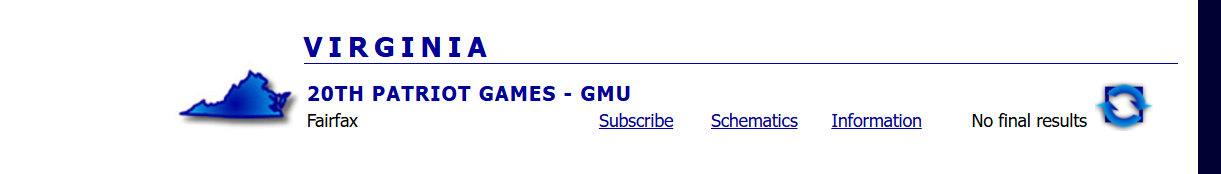 VIRGINIA
20TH PATRIOT GAMES - GMU
Fairfax Subscribe Schematics Information No final results